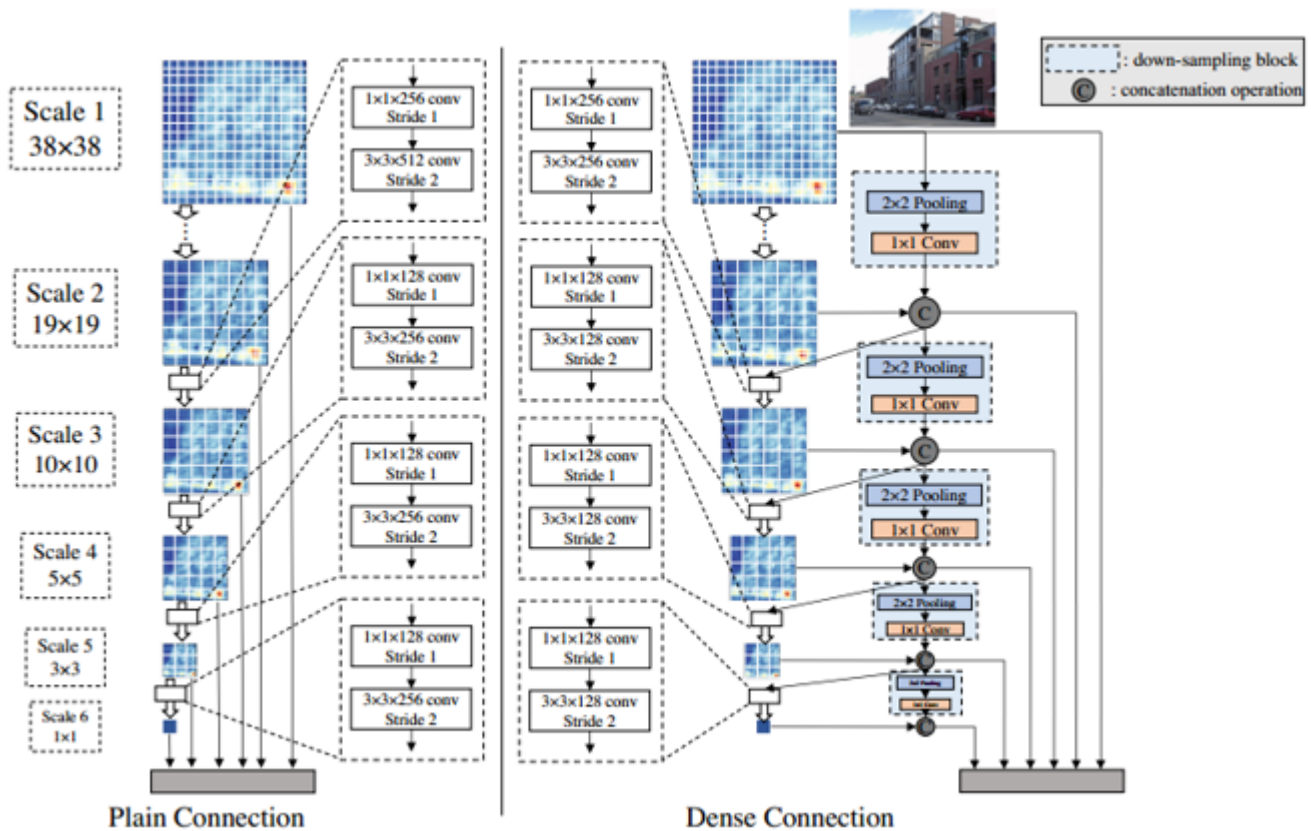 Scale 1
38×38
Scale 2
19×19
Scale 3
10×10
Scale 4
5×5
Scale 5
3×3
Scale 6
1×1
1×1×256 conv
Stride 1
3×3×512 conv
Stride 2
1×1×128 conv
Stride 1
3×3×256 conv
Stride 2
1×1×128 conv
Stride 1
3×3×256 conv
Stride 2
1×1×128 conv
Stride 1
3×3×256 conv
Stride 2
Plain Connection
1×1×256 conv
Stride 1
3×3×256 conv
Stride 2
1×1×128 conv
Stride 1
3×3×128 conv
Stride 2
1×1×128 conv
Stride 1
3×3×128 conv
Stride 2
1×1×128 conv
Stride 1
3×3×128 conv
Stride 2
2×2 Pooling
1×1 Conv
C
2×2 Pooling
1×1 Conv
C
2×2 Pooling
1×1 Conv
C
2×2 Pooling
1×1 Conv
C
Pooling
Conv
C
Dense Connection
: down-sampling block
C : concatenation operation